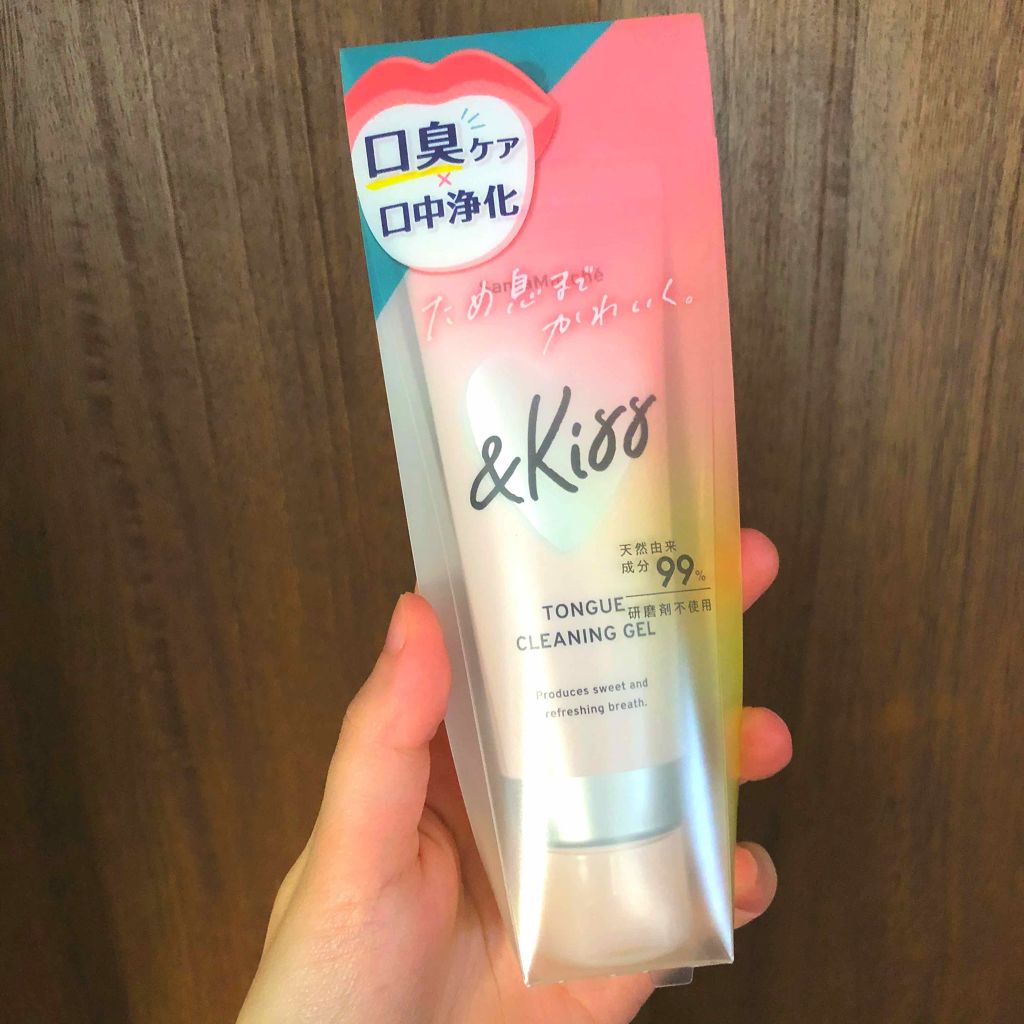 口臭ケア
×
口中浄化
ため息まで
かわいく。
&Kiss
天然由来
成分 99%
研磨剤不使用
TONGUE
CLEANING GEL
Produces sweet and
refreshing breath.